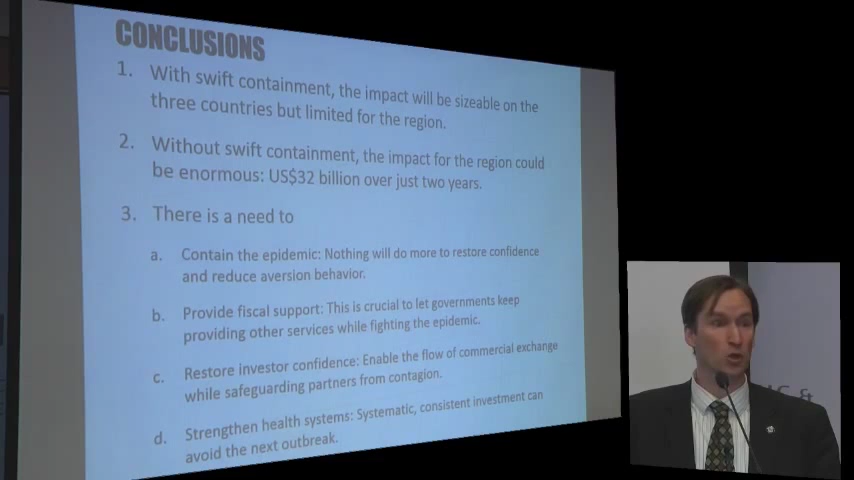 CONCLUSIONS
1. With swift containment, the impact will be sizeable on the
three countries but limited for the region.
2. Without swift containment, the impact for the region could
be enormous: US$32 billion over just two years.
3. There is a need to
a. Contain the epidemic: Nothing will do more to restore confidence
and reduce aversion behavior.
b. Provide fiscal support: This is crucial to let governments keep
providing other services while fighting the epidemic.
c. Restore investor confidence: Enable the flow of commercial exchange
while safeguarding partners from contagion.
d. Strengthen health systems: Systematic, consistent investment can
avoid the next outbreak.
&